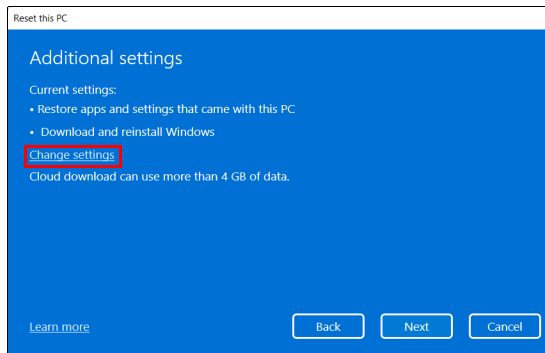 Reset this PC
Additional settings
Current settings:
• Restore apps and settings that came with this PC
• Download and reinstall Windows
Change settings
Cloud download can use more than 4 GB of data.
Learn more
Back
Next
Cancel